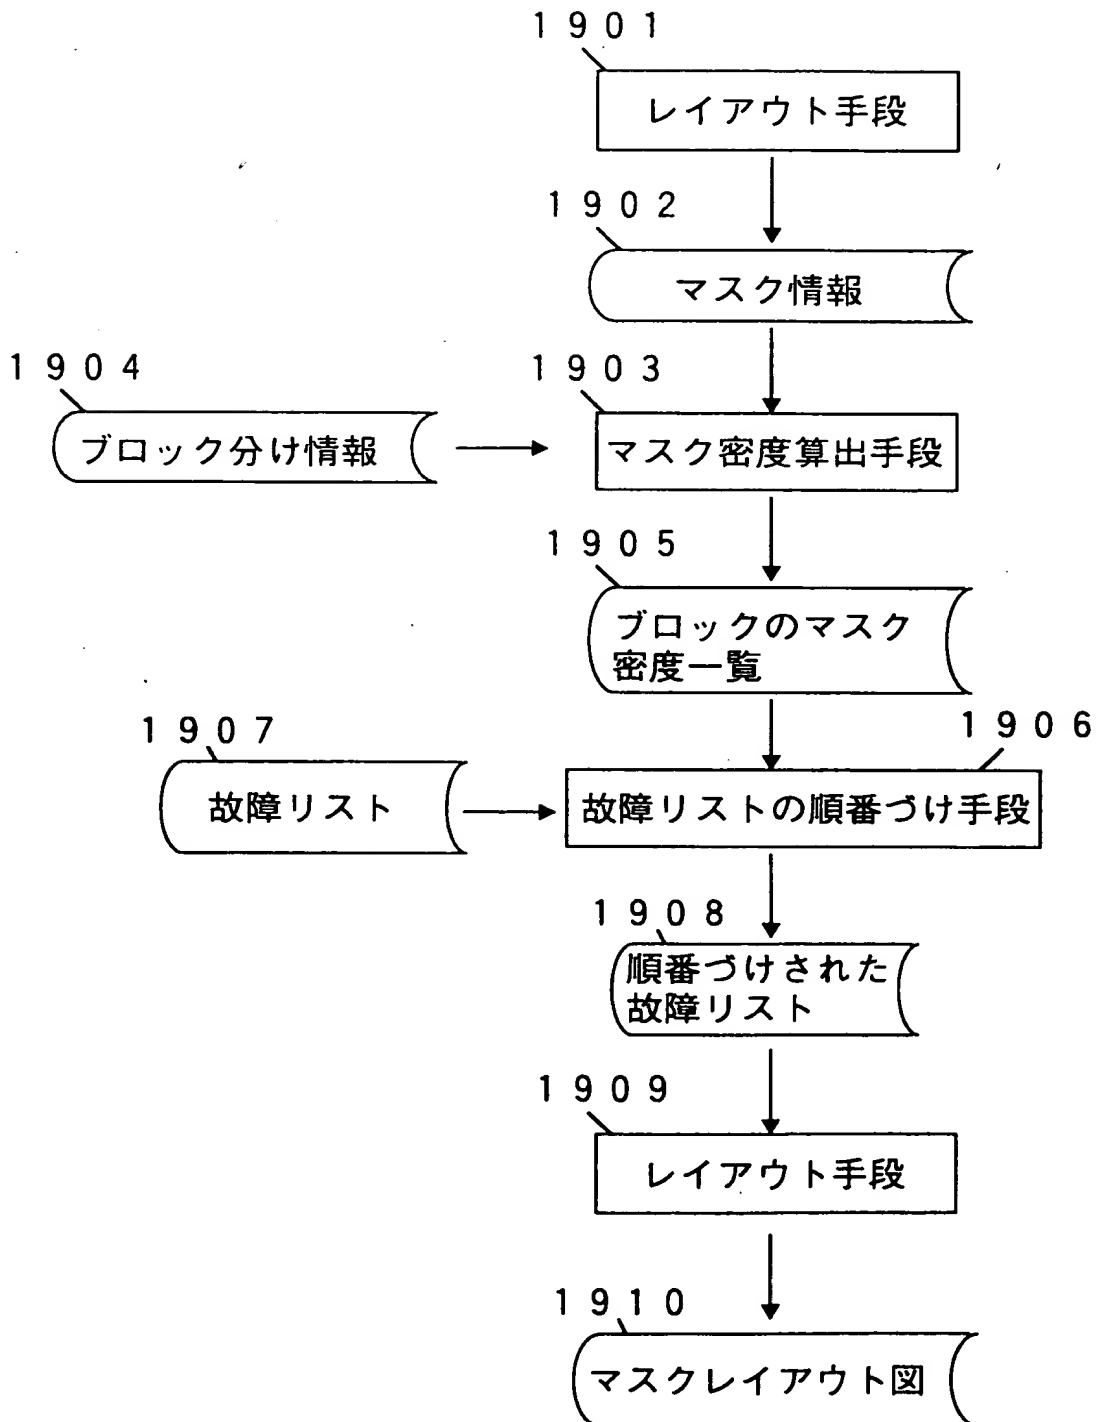 1901
レイアウト手段
1902
マスク情報
1904
ブロック分け情報
1903
マスク密度算出手段
1905
ブロックのマスク
密度一覧
1907
故障リスト
1906
故障リストの順番づけ手段
1908
順番づけされた
故障リスト
1909
レイアウト手段
1910
マスクレイアウト図